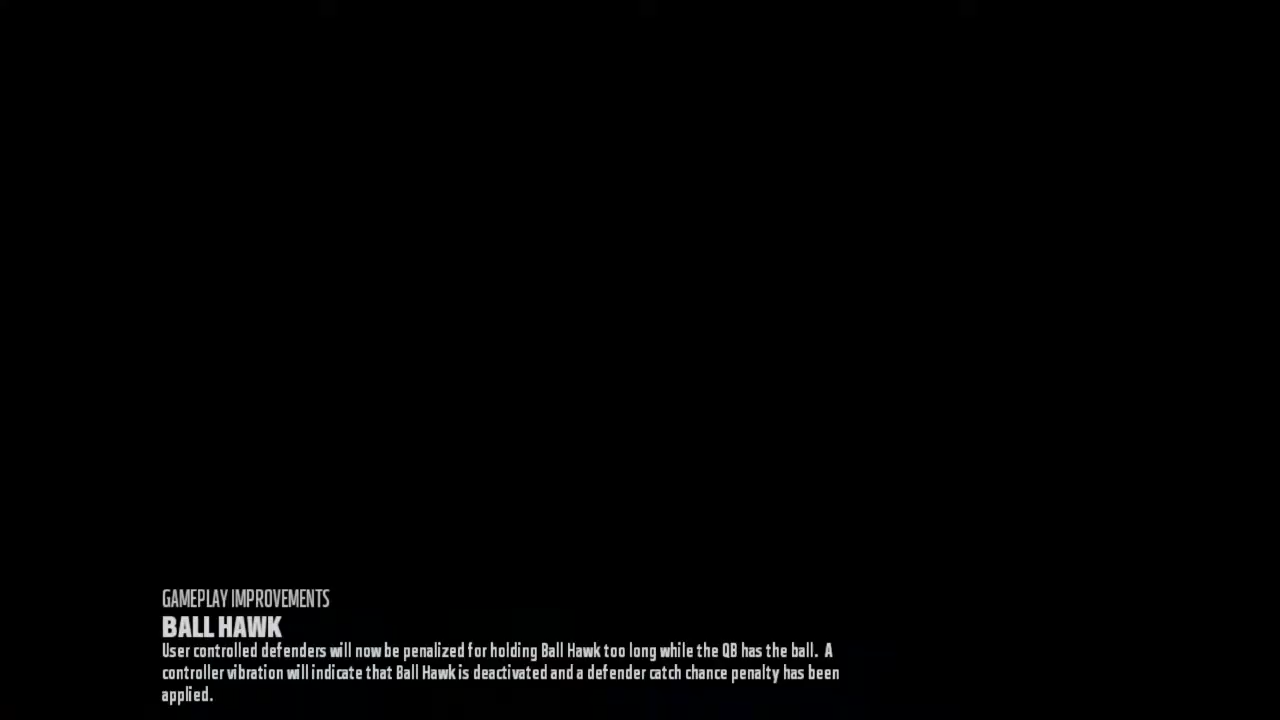 GAMEPLAY IMPROVEMENTS
BALL HAWK
User controlled defenders will now be penalized for holding Ball Hawk too long while the QB has the ball. A
controller vibration will indicate that Ball Hawk is deactivated and a defender catch chance penalty has been
applied.